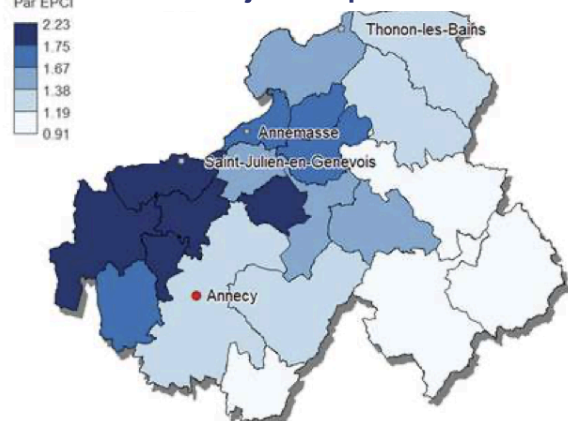 Par EPCI
2.23
1.75
1.67
1.38
1.19
0.91
Thonon-les-Bains
Annemasse
Saint-Julien-en-Genevois
Annecy